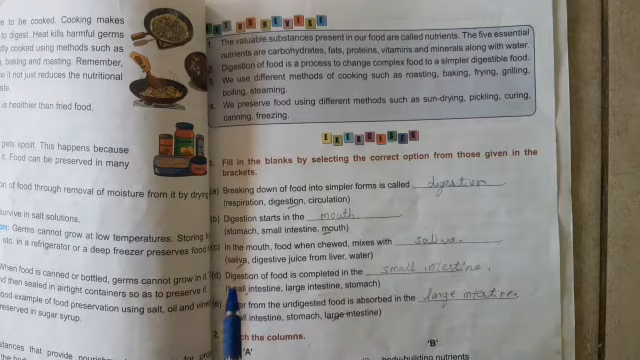 e to be cooked. Cooking makes
to digest. Heat kills harmful germs
tly cooked using methods such as
, baking and roasting. Remember,
e it not just reduces the nutritional
ste.
is healthier than fried food.
gets spoilt. This happens because
it. Food can be preserved in many
on of food through removal of moisture from it by drying
survive in salt solutions.
on: Germs cannot grow at low temperatures. Storing
etc. in a refrigerator or a deep freezer preserves food
When food is canned or bottled, germs cannot grow in it.
nd then sealed in airtight containers so as to preserve it.
ood example of food preservation using salt, oil and
reserved in sugar syrup.
stances that provide
LET US REVISE
1. The valuable substances present in our food are called nutrients. The five essential
nutrients are carbohydrates, fats, proteins, vitamins and minerals along with water.
2. Digestion of food is a process to change complex food to a simpler digestible food.
3. We use different methods of cooking such as roasting, baking, frying, grilling,
boiling, steaming.
4. We preserve food using different methods such as sun-drying, pickling, curing,
canning, freezing.
EXERCISES
1. Fill in the blanks by selecting the correct option from those given in the
brackets.
(a) Breaking down of food into simpler forms is called digestion.
(respiration, digestion, circulation)
(b) Digestion starts in the mouth.
(stomach, small intestine, mouth)
(c) In the mouth, food when chewed, mixes with saliva.
(saliva, digestive juice from liver, water)
(d) Digestion of food is completed in the small intestine.
intestine, large intestine, stomach)
(e) from the undigested food is absorbed in the large intestine.
intestine, stomach, large intestine)
2. the columns.
'A' 'B'
body-building nutrients